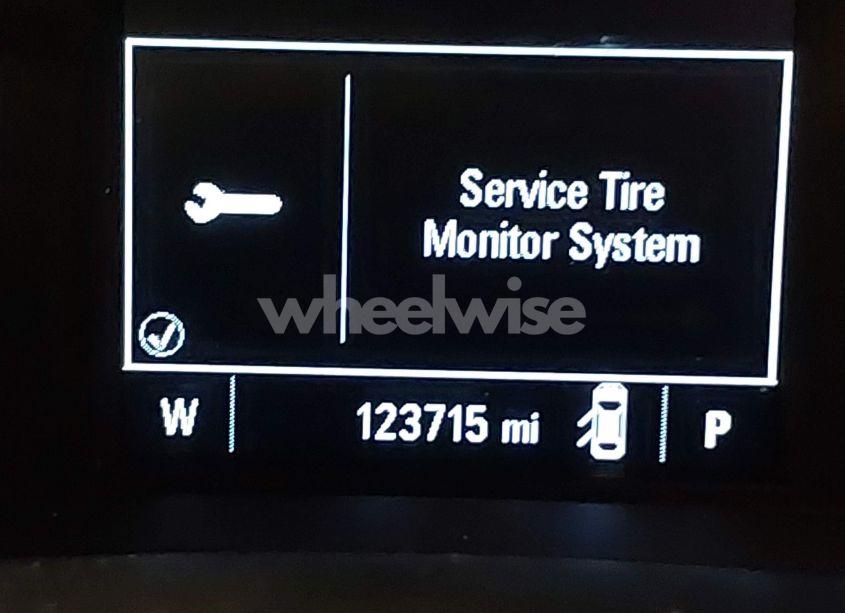 Service Tire
Monitor System
wheelwise
W 123715 mi P